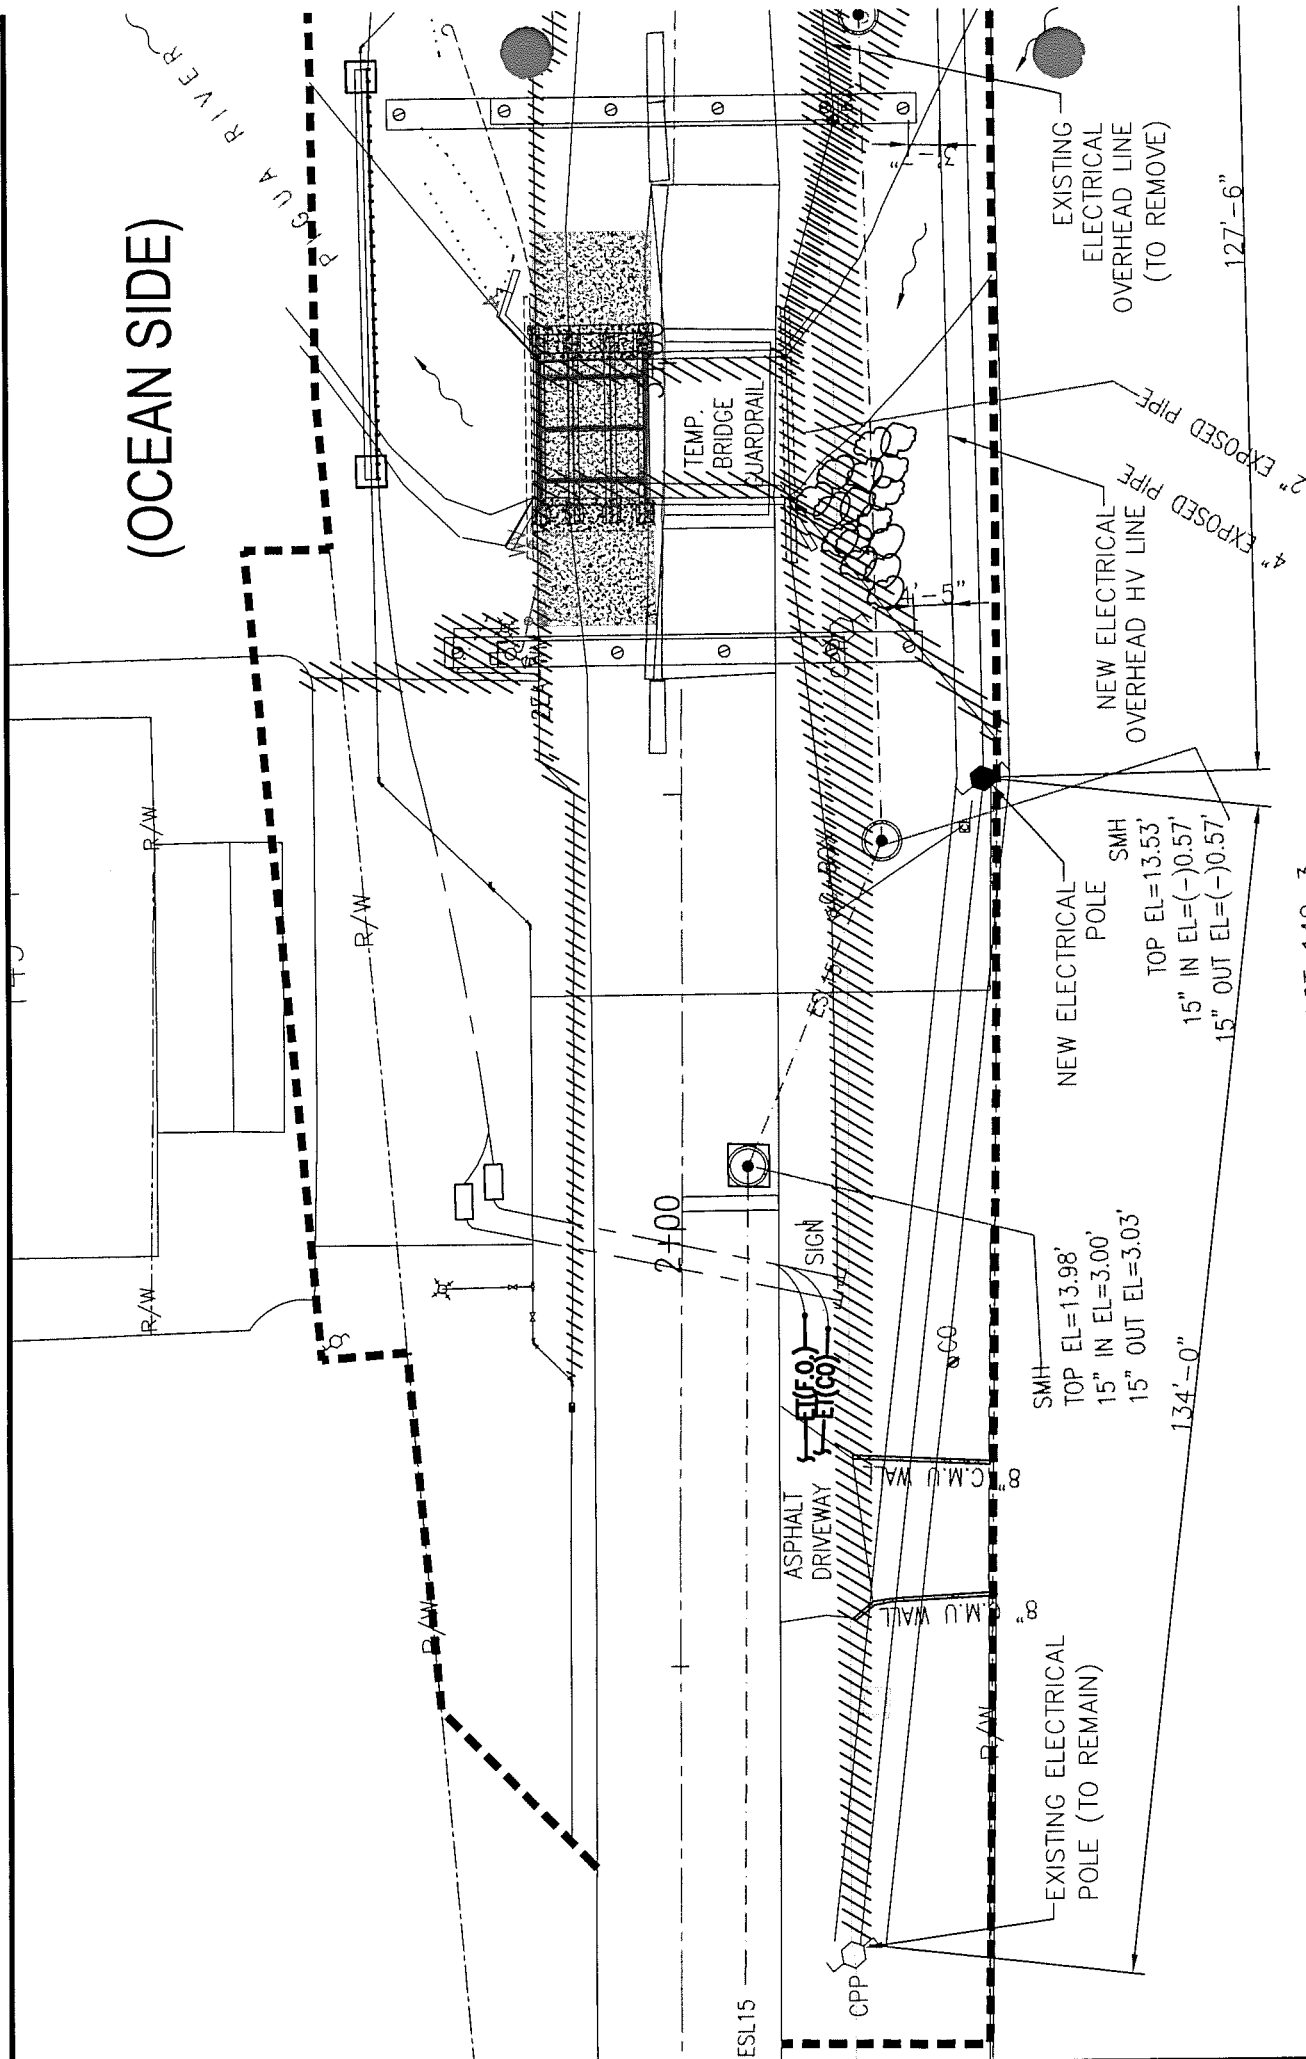 (OCEAN SIDE)
RIVER
R/W
R/W
R/W
R/W
R/W
TEMP.
BRIDGE
GUARDRAIL
EXISTING
ELECTRICAL
OVERHEAD LINE
(TO REMOVE)
127'-6"
2" EXPOSED PIPE
4" EXPOSED PIPE
NEW ELECTRICAL
OVERHEAD HV LINE
NEW ELECTRICAL
POLE
SMH
TOP EL=13.53'
15" IN EL=(-)0.57'
15" OUT EL=(-)0.57'
2+00
SIGN
ET(F.O.)
ET(CO)
CO
SMH
TOP EL=13.98'
15" IN EL=3.00'
15" OUT EL=3.03'
134'-0"
ASPHALT
DRIVEWAY
8" C.M.U WALL
8" C.M.U WALL
EXISTING ELECTRICAL
POLE (TO REMAIN)
CPP
ESL15